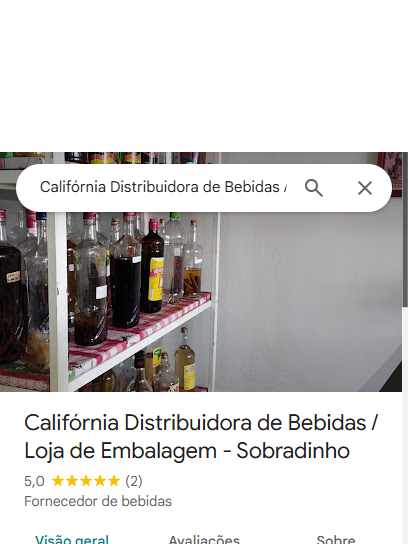 Califórnia Distribuidora de Bebidas /
Califórnia Distribuidora de Bebidas /
Loja de Embalagem - Sobradinho
5,0 (2)
Fornecedor de bebidas
Visão geral Avaliações Sobre